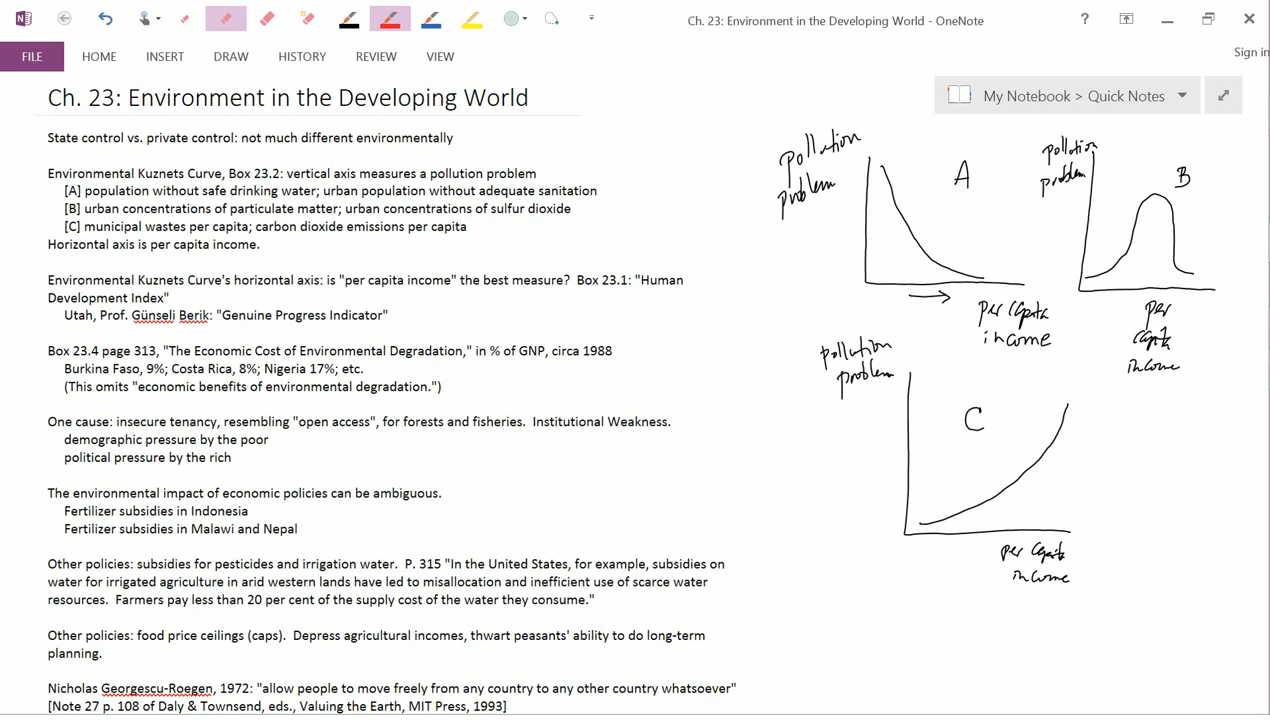 Ch. 23: Environment in the Developing World - OneNote
?
Sign in
FILE
HOME
INSERT
DRAW
HISTORY
REVIEW
VIEW
Ch. 23: Environment in the Developing World
My Notebook > Quick Notes
State control vs. private control: not much different environmentally
Environmental Kuznets Curve, Box 23.2: vertical axis measures a pollution problem
[A] population without safe drinking water; urban population without adequate sanitation
[B] urban concentrations of particulate matter; urban concentrations of sulfur dioxide
[C] municipal wastes per capita; carbon dioxide emissions per capita
Horizontal axis is per capita income.
Environmental Kuznets Curve's horizontal axis: is "per capita income" the best measure?  Box 23.1: "Human
Development Index"
Utah, Prof. Günseli Berik: "Genuine Progress Indicator"
Box 23.4 page 313, "The Economic Cost of Environmental Degradation," in % of GNP, circa 1988
Burkina Faso, 9%; Costa Rica, 8%; Nigeria 17%; etc.
(This omits "economic benefits of environmental degradation.")
One cause: insecure tenancy, resembling "open access", for forests and fisheries.  Institutional Weakness.
demographic pressure by the poor
political pressure by the rich
The environmental impact of economic policies can be ambiguous.
Fertilizer subsidies in Indonesia
Fertilizer subsidies in Malawi and Nepal
Other policies: subsidies for pesticides and irrigation water.  P. 315 "In the United States, for example, subsidies on
water for irrigated agriculture in arid western lands have led to misallocation and inefficient use of scarce water
resources.  Farmers pay less than 20 per cent of the supply cost of the water they consume."
Other policies: food price ceilings (caps).  Depress agricultural incomes, thwart peasants' ability to do long-term
planning.
Nicholas Georgescu-Roegen, 1972: "allow people to move freely from any country to any other country whatsoever"
[Note 27 p. 108 of Daly & Townsend, eds., Valuing the Earth, MIT Press, 1993]
pollution
problem
A
per capita
income
pollution
problem
B
per
capita
income
pollution
problem
C
per capita
income